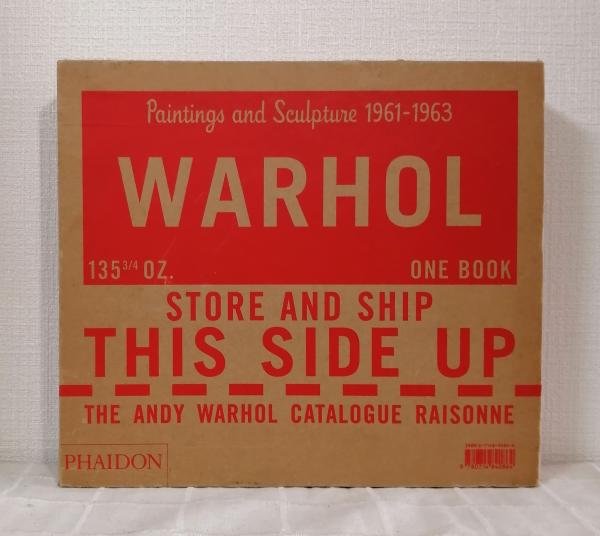 Paintings and Sculpture 1961-1963
WARHOL
135 3/4 OZ.
ONE BOOK
STORE AND SHIP
THIS SIDE UP
THE ANDY WARHOL CATALOGUE RAISONNE
PHAIDON